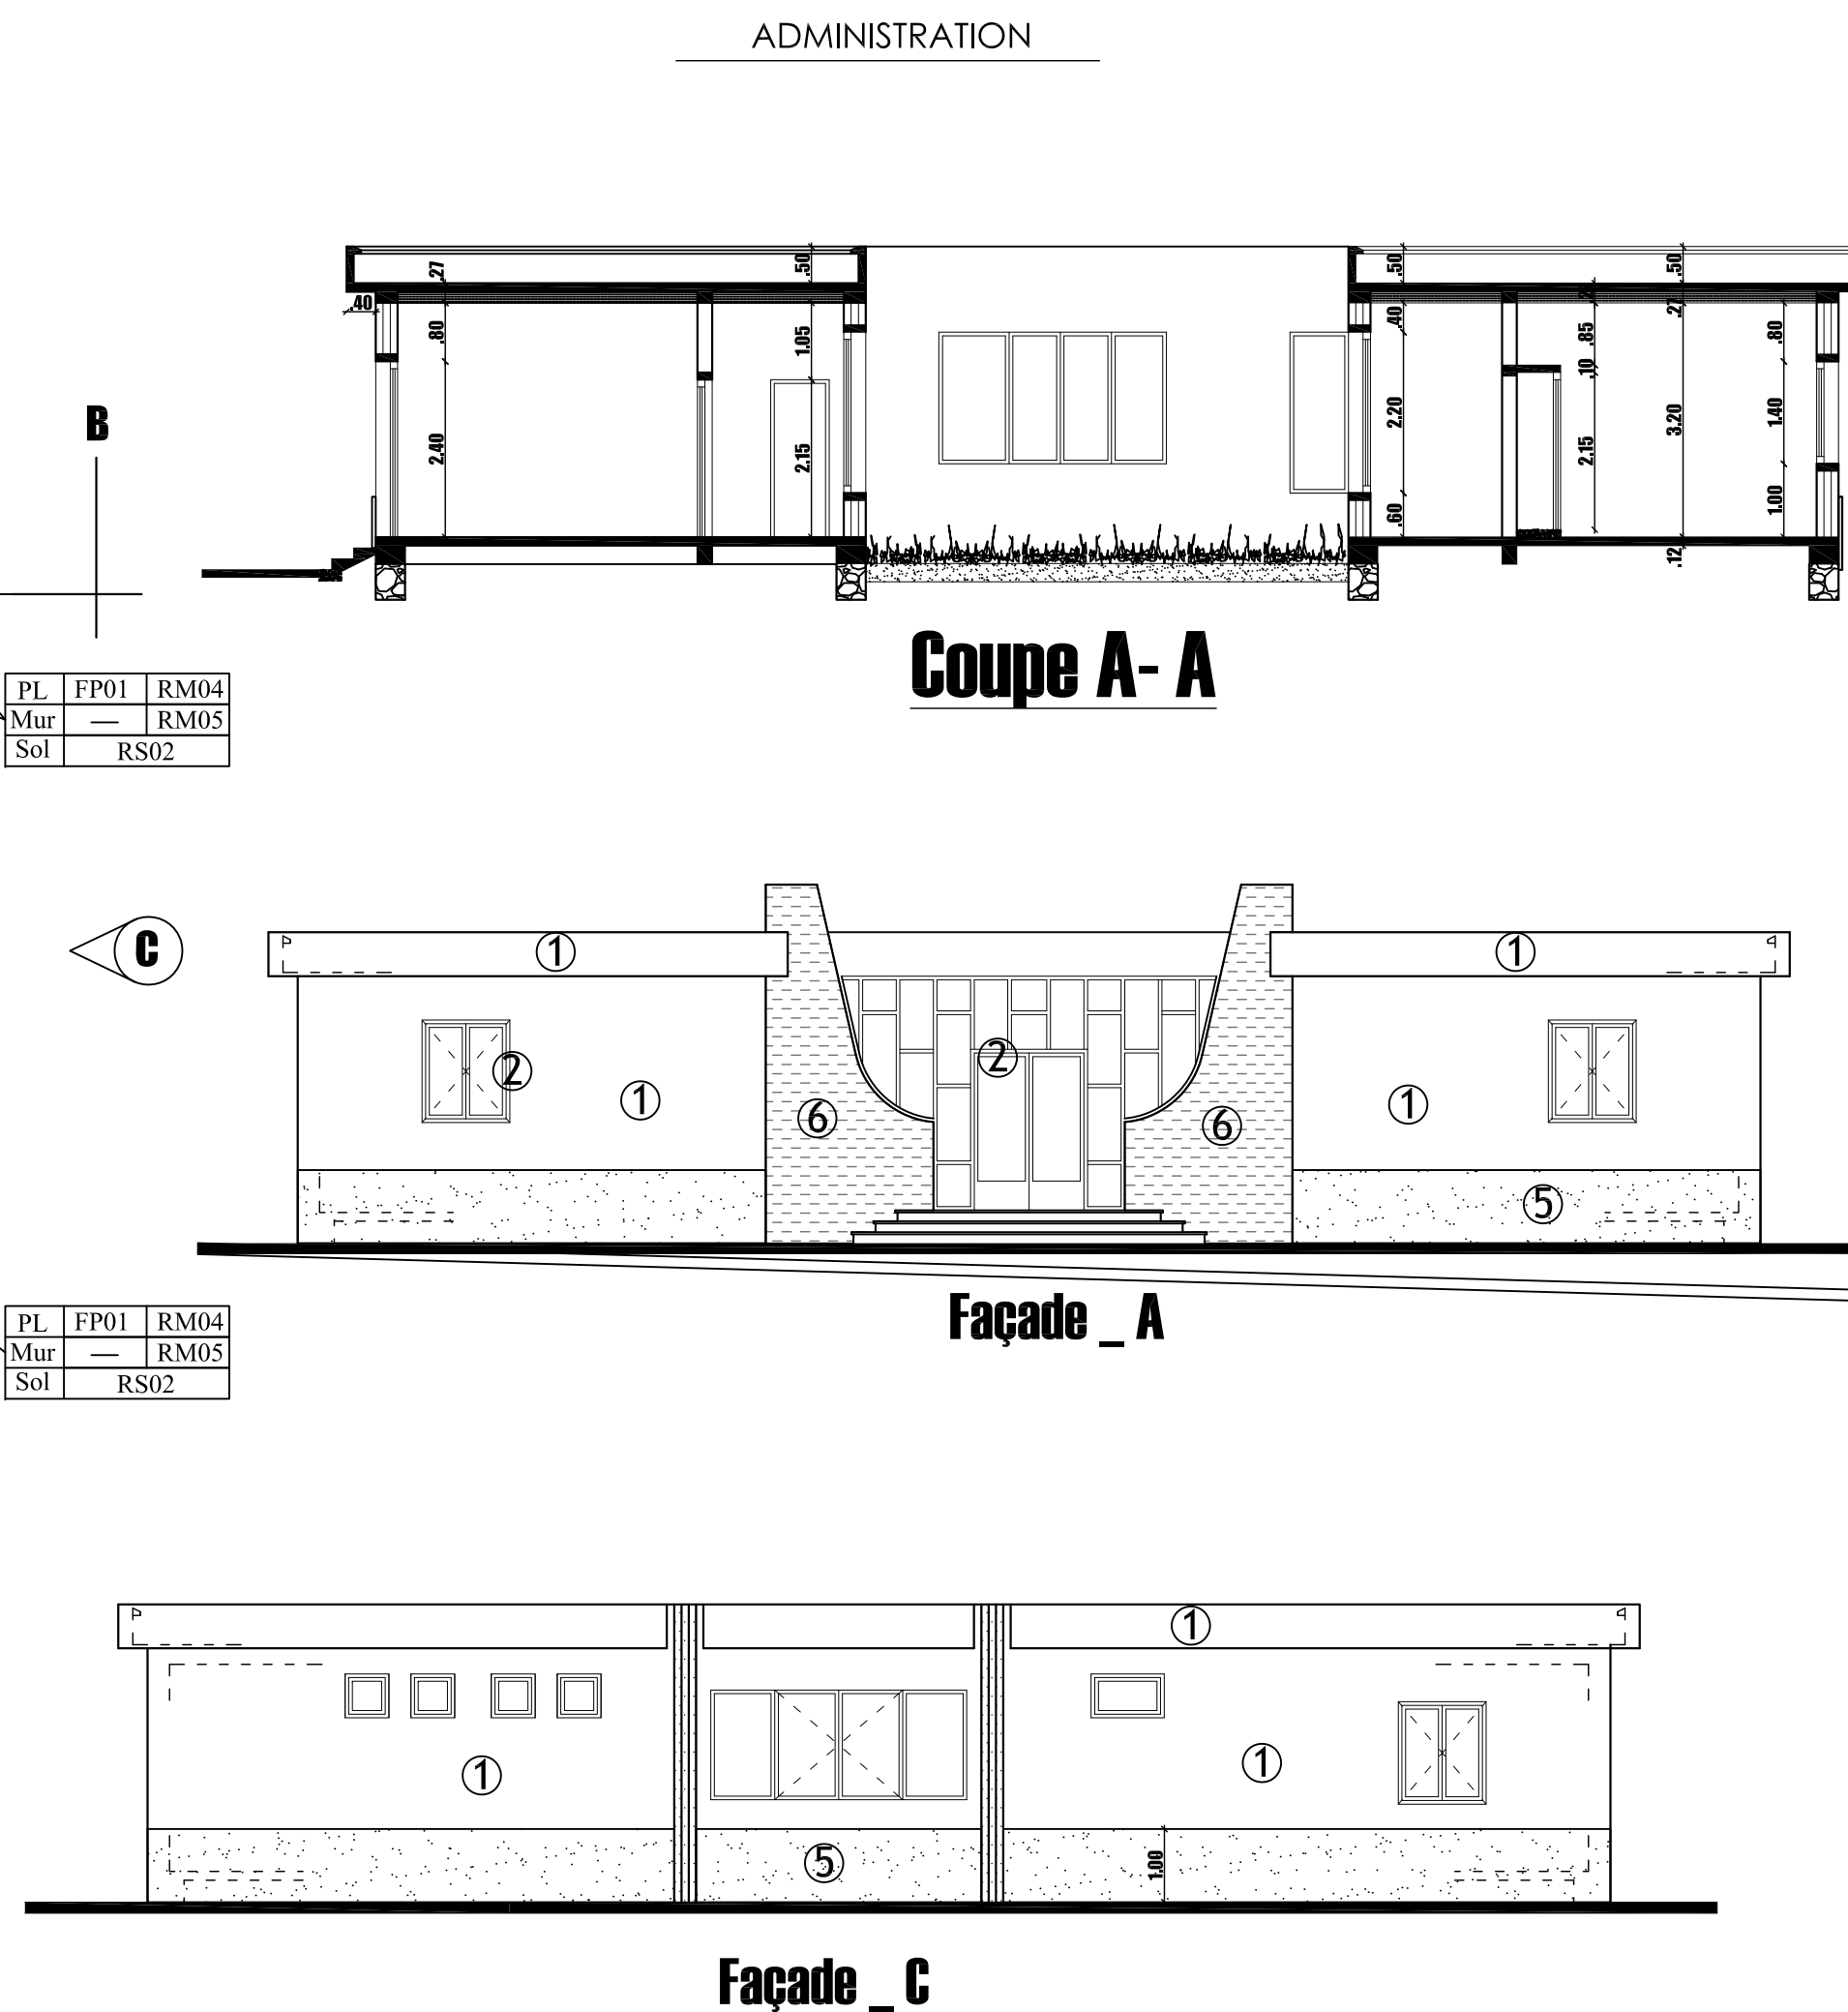 ADMINISTRATION
.27
.50
.50
.50
.40
.80
1.05
.40
.85
.27
.80
B
2.40
2.15
2.20
.10
2.15
3.20
1.40
.60
1.00
.12
Coupe A- A
PL FP01 RM04
Mur — RM05
Sol RS02
C
1
1
2
2
1
1
6
6
5
Façade _ A
PL FP01 RM04
Mur — RM05
Sol RS02
1
1
1
5
1.00
Façade _ C